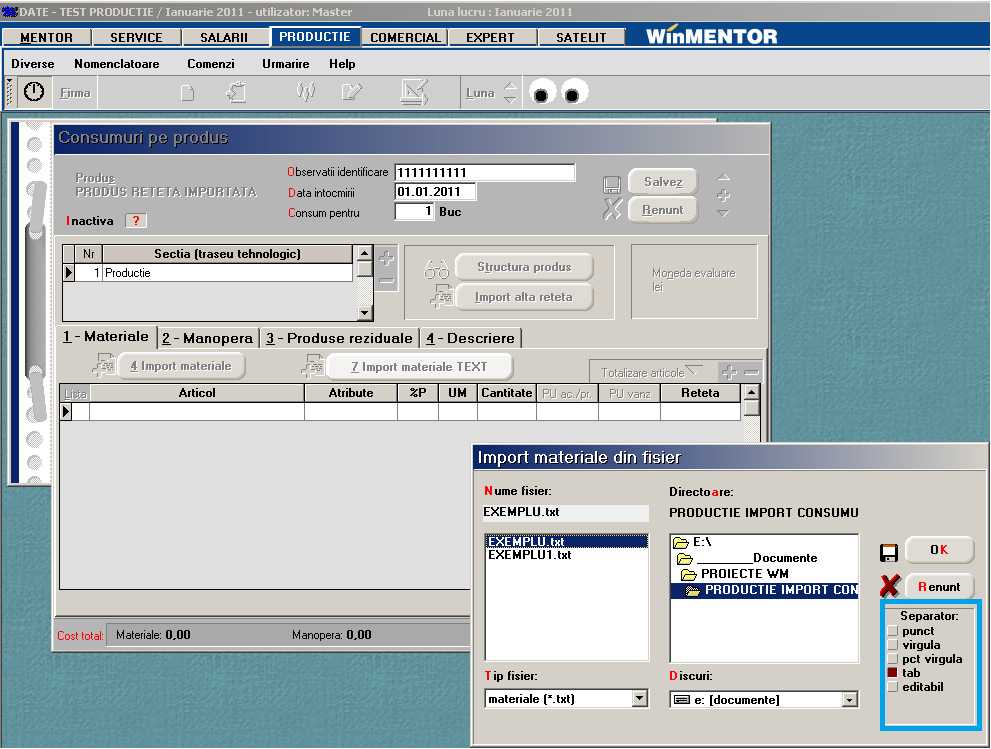 DATE - TEST PRODUCTIE / Ianuarie 2011 - utilizator: Master Luna lucru : Ianuarie 2011
MENTOR SERVICE SALARII PRODUCTIE COMERCIAL EXPERT SATELIT WinMENTOR
Diverse Nomenclatoare Comenzi Urmarire Help
Firma Luna
Consumuri pe produs
Produs
PRODUS RETETA IMPORTATA
Inactiva ?
Observatii identificare 1111111111
Data intocmirii 01.01.2011
Consum pentru 1 Buc
Salvez
Renunt
Nr Sectia (traseu tehnologic)
1 Productie
Structura produs
Import alta reteta
Moneda evaluare
lei
1 - Materiale 2 - Manopera 3 - Produse reziduale 4 - Descriere
4 Import materiale 7 Import materiale TEXT Totalizare articole
Lista Articol Atribute %P UM Cantitate PU ac./pr. PU vanz Reteta
Cost total: Materiale: 0,00 Manopera: 0,00
Import materiale din fisier
Nume fisier:
EXEMPLU.txt
EXEMPLU.txt
EXEMPLU1.txt
Tip fisier:
materiale (*.txt)
Directoare:
PRODUCTIE IMPORT CONSUMU
E:\
________Documente
PROIECTE WM
PRODUCTIE IMPORT CON
Discuri:
e: [documente]
OK
Renunt
Separator:
punct
virgula
pct virgula
tab
editabil